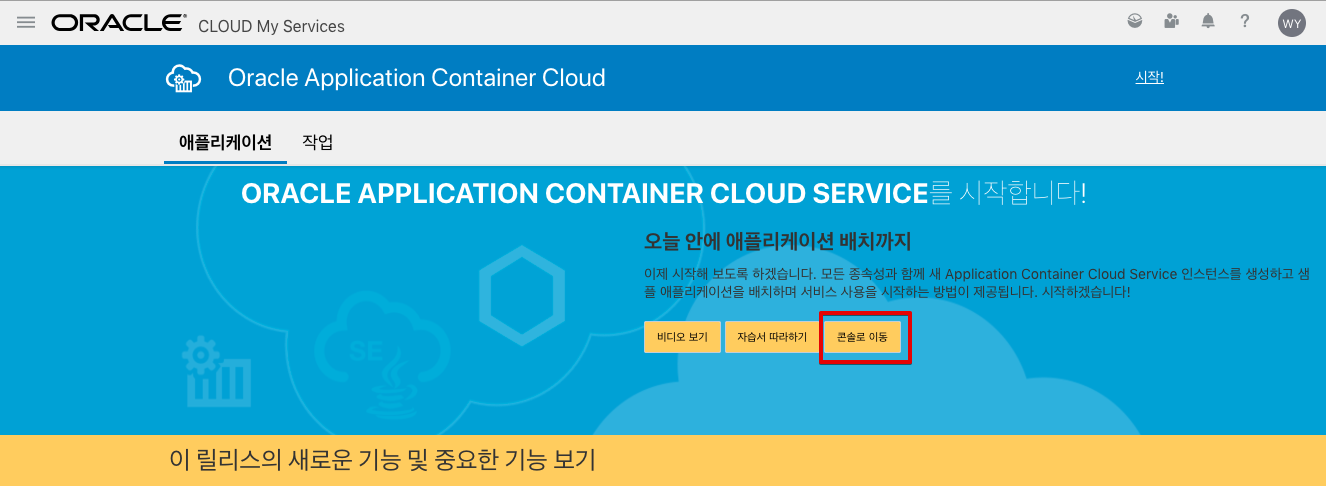 ORACLE® CLOUD My Services ? WY
Oracle Application Container Cloud 시작!
애플리케이션 작업
ORACLE APPLICATION CONTAINER CLOUD SERVICE를 시작합니다!
오늘 안에 애플리케이션 배치까지
이제 시작해 보도록 하겠습니다. 모든 종속성과 함께 새 Application Container Cloud Service 인스턴스를 생성하고 샘
플 애플리케이션을 배치하며 서비스 사용을 시작하는 방법이 제공됩니다. 시작하겠습니다!
비디오 보기 자습서 따라하기 콘솔로 이동
SE
이 릴리스의 새로운 기능 및 중요한 기능 보기